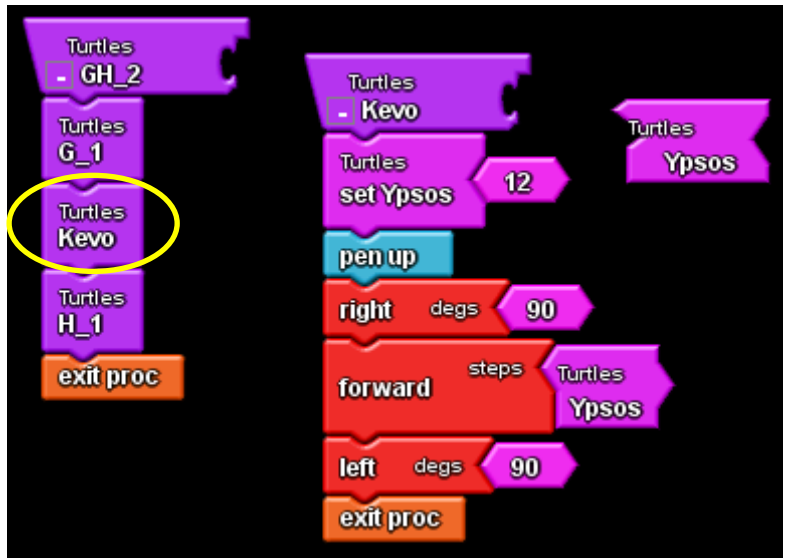 Turtles
- GH_2
Turtles
G_1
Turtles
Kevo
Turtles
H_1
exit proc
Turtles
- Kevo
Turtles
set Ypsos 12
pen up
right degs 90
forward steps Turtles
Ypsos
left degs 90
exit proc
Turtles
Ypsos